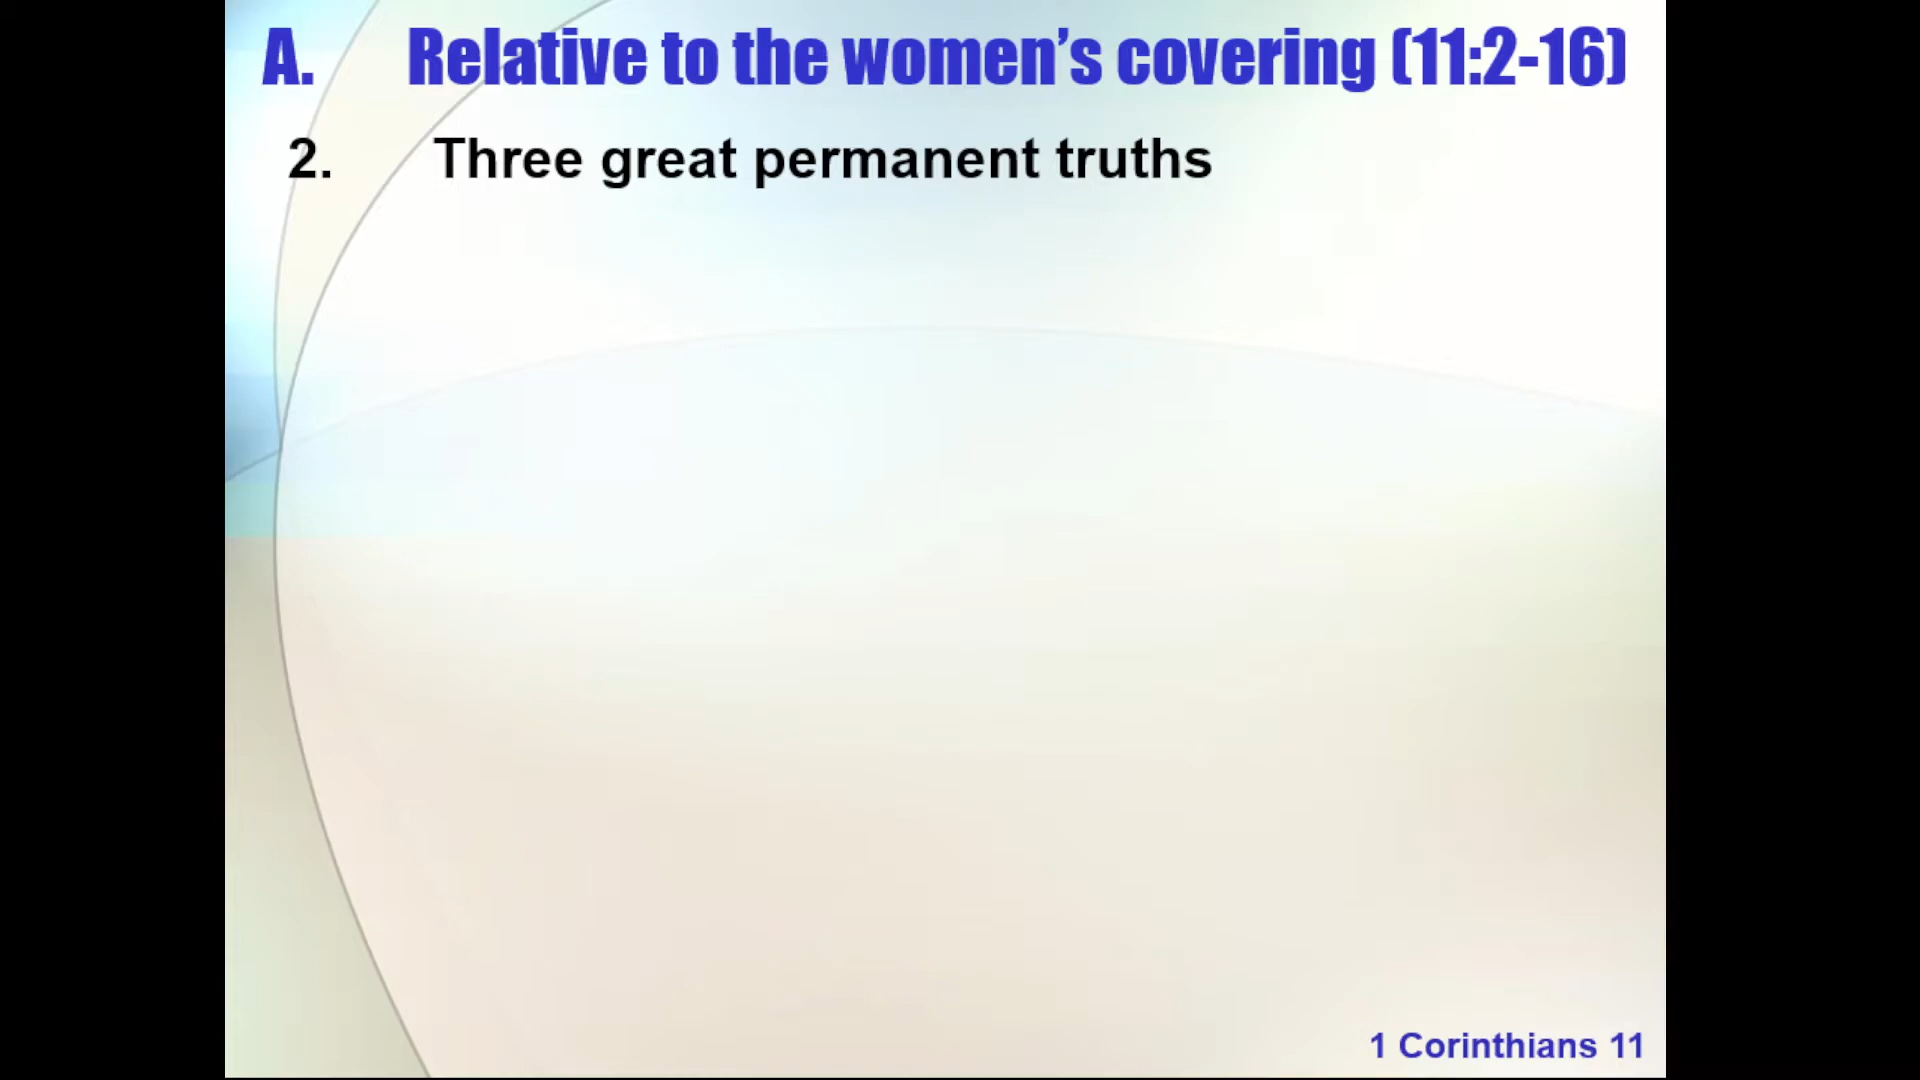 A. Relative to the women’s covering (11:2-16)
2. Three great permanent truths
1 Corinthians 11